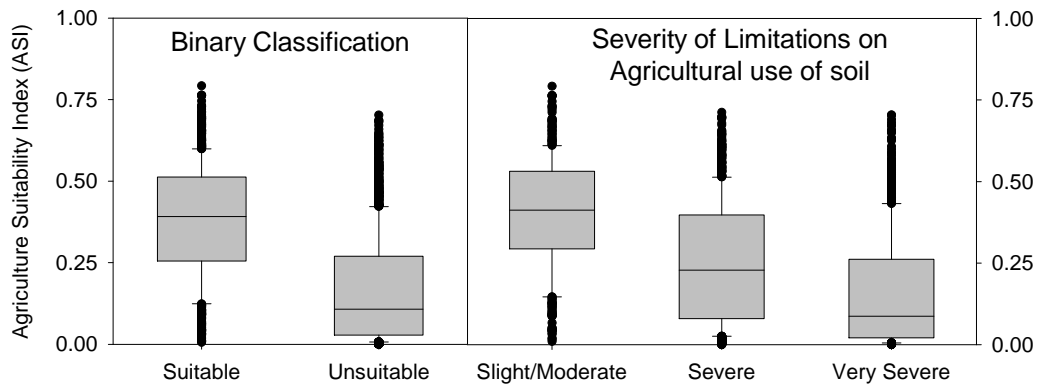 Agriculture Suitability Index (ASI)
1.00
0.75
0.50
0.25
0.00
Binary Classification
Suitable
Unsuitable
Severity of Limitations on
Agricultural use of soil
Slight/Moderate
Severe
Very Severe
1.00
0.75
0.50
0.25
0.00